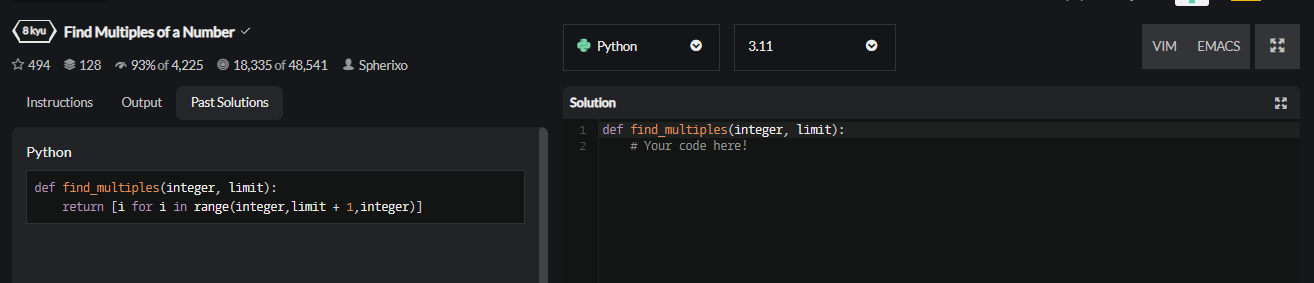 8 kyu Find Multiples of a Number
494 128 93% of 4,225 18,335 of 48,541 Spherixo
Instructions Output Past Solutions
Python
def find_multiples(integer, limit):
    return [i for i in range(integer,limit + 1,integer)]
Python 3.11 VIM EMACS
Solution
1 def find_multiples(integer, limit):
2     # Your code here!